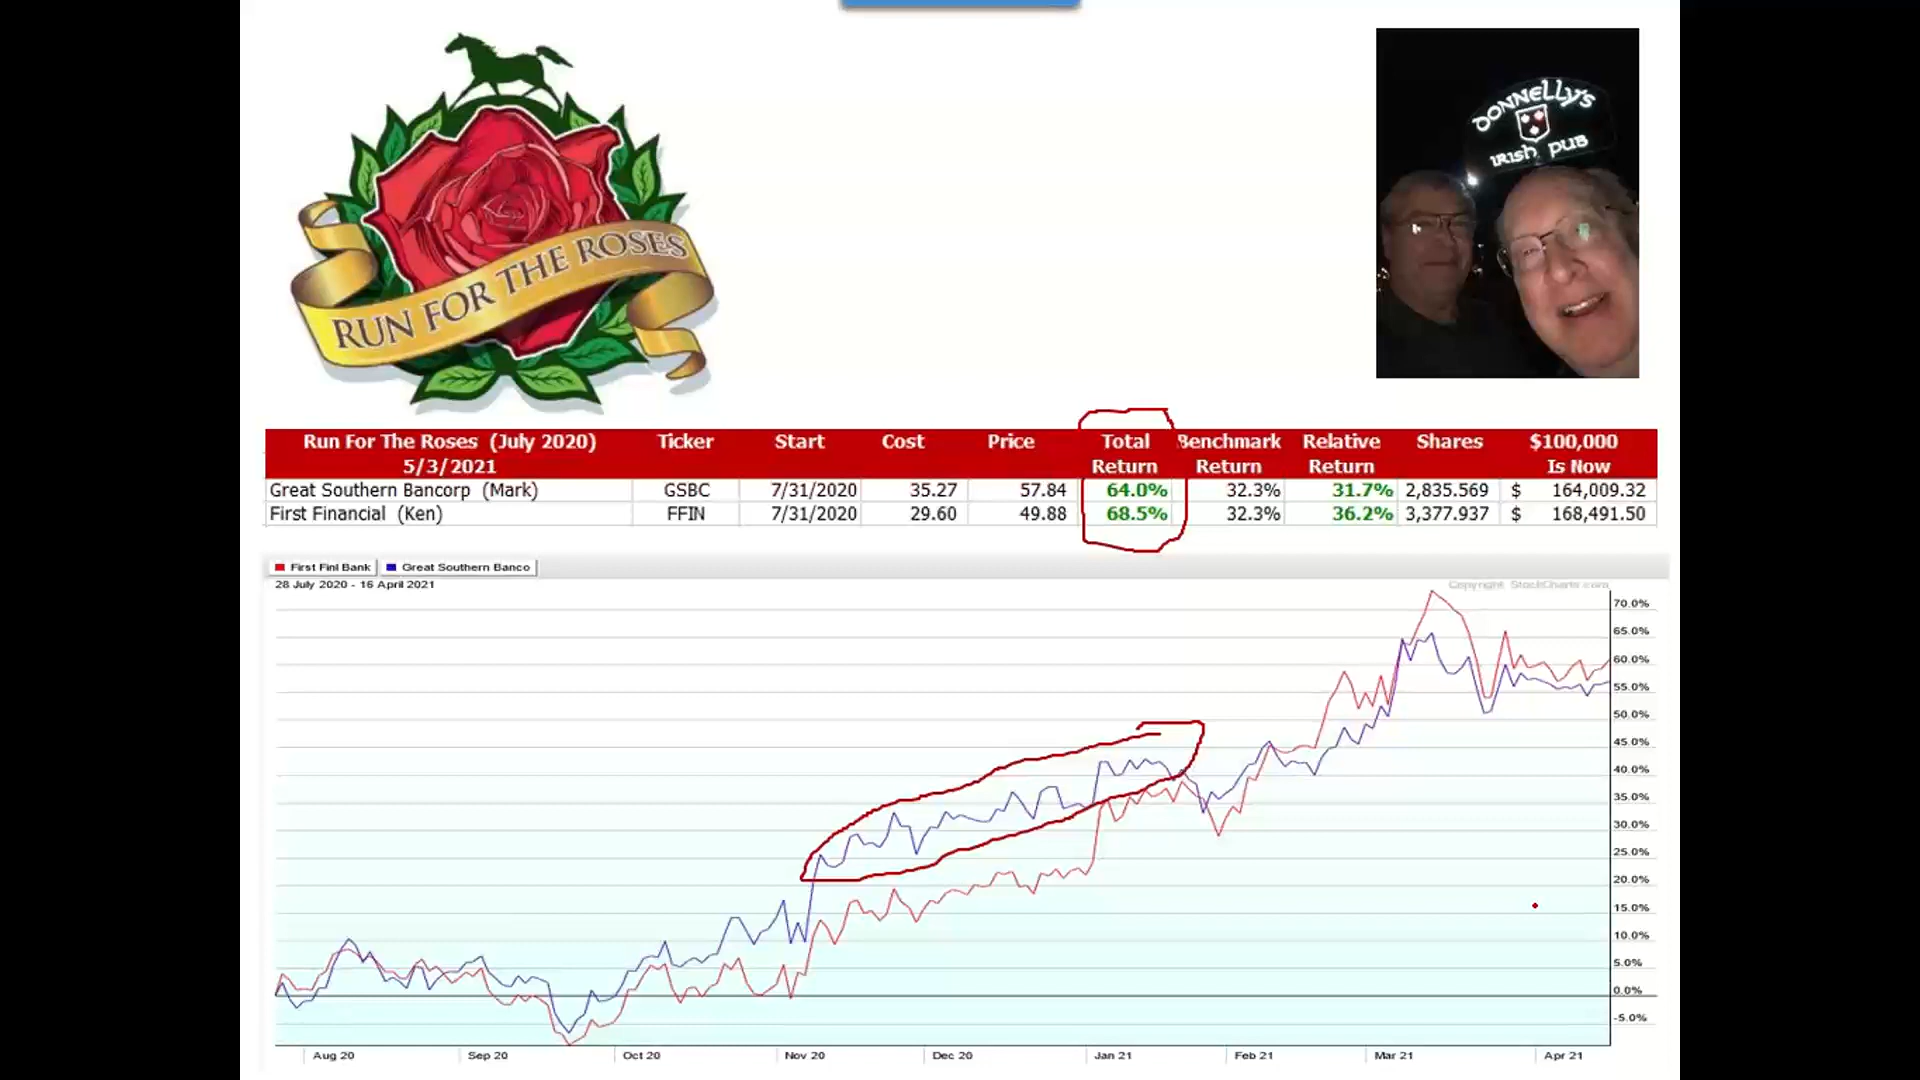 DONNELLY'S
IRISH PUB
RUN FOR THE ROSES
Run For The Roses (July 2020) Ticker Start Cost Price Total Benchmark Relative Shares $100,000
5/3/2021 Return Return Return Is Now
Great Southern Bancorp (Mark) GSBC 7/31/2020 35.27 57.84 64.0% 32.3% 31.7% 2,835.569 $ 164,009.32
First Financial (Ken) FFIN 7/31/2020 29.60 49.88 68.5% 32.3% 36.2% 3,377.937 $ 168,491.50
First Finl Bank Great Southern Banco
28 July 2020 - 16 April 2021 Copyright, StockCharts.com
70.0%
65.0%
60.0%
55.0%
50.0%
45.0%
40.0%
35.0%
30.0%
25.0%
20.0%
15.0%
10.0%
5.0%
0.0%
-5.0%
Aug 20 Sep 20 Oct 20 Nov 20 Dec 20 Jan 21 Feb 21 Mar 21 Apr 21